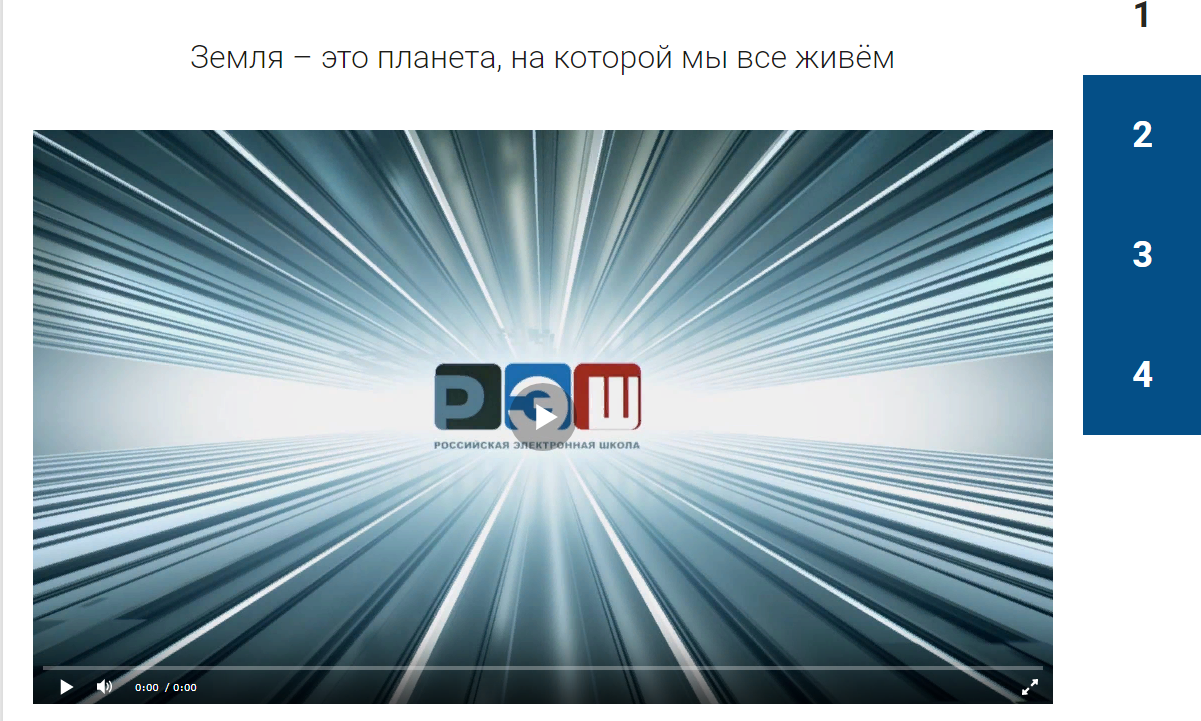 Земля – это планета, на которой мы все живём
1
2
3
4
РЭШ
РОССИЙСКАЯ ЭЛЕКТРОННАЯ ШКОЛА
0:00 / 0:00